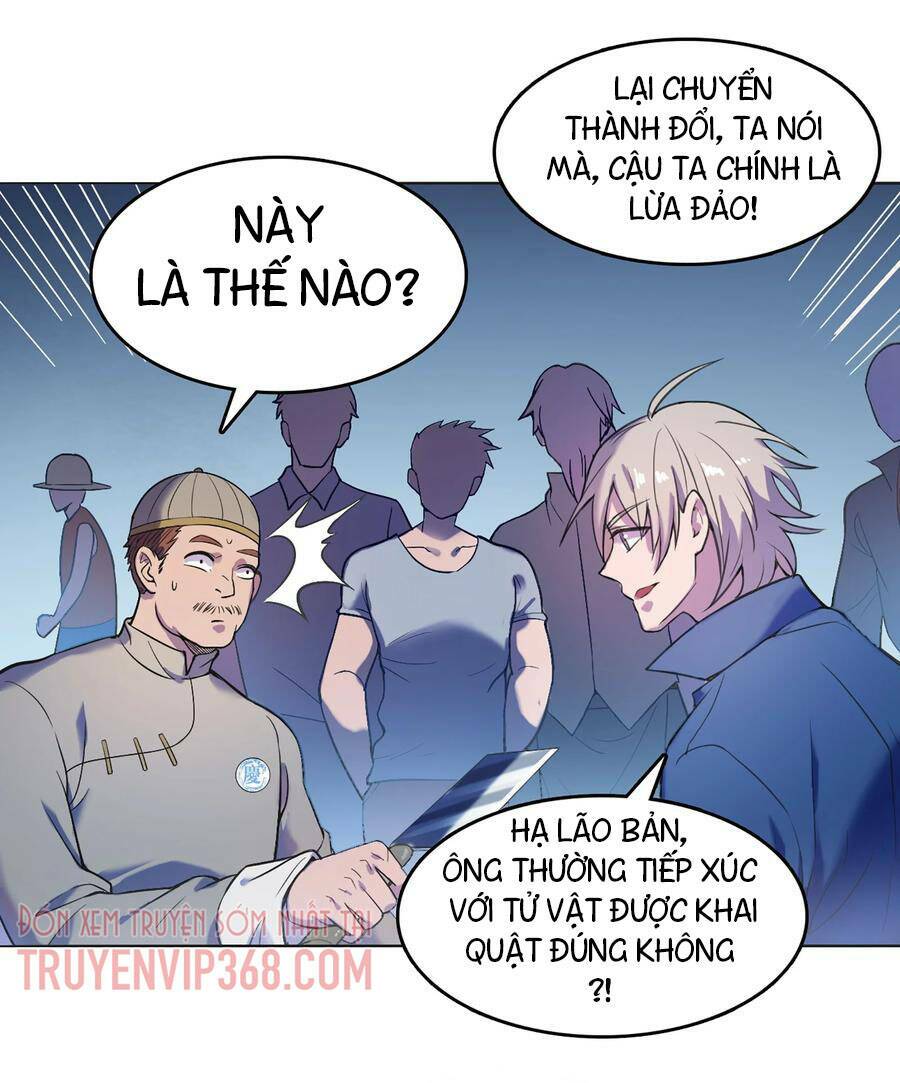 LẠI CHUYỂN
THÀNH ĐỔI, TA NÓI
MÀ, CẬU TA CHÍNH LÀ
LỪA ĐẢO!
NÀY
LÀ THẾ NÀO?
慶
HẠ LÃO BẢN,
ÔNG THƯỜNG TIẾP XÚC
VỚI TỬ VẬT ĐƯỢC KHAI
QUẬT ĐÚNG KHÔNG
?!
ĐÓN XEM TRUYỆN SỚM NHẤT TẠI
TRUYENVIP368.COM